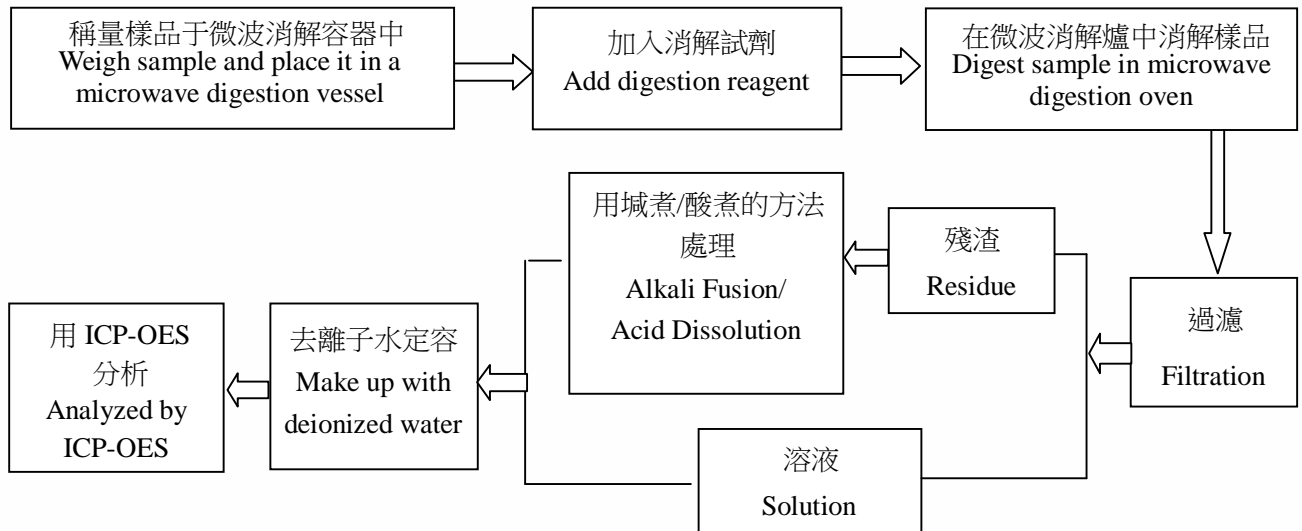 稱量樣品于微波消解容器中
Weigh sample and place it in a
microwave digestion vessel
加入消解試劑
Add digestion reagent
在微波消解爐中消解樣品
Digest sample in microwave
digestion oven
過濾
Filtration
殘渣
Residue
用堿煮/酸煮的方法
處理
Alkali Fusion/
Acid Dissolution
溶液
Solution
去離子水定容
Make up with
deionized water
用 ICP-OES
分析
Analyzed by
ICP-OES